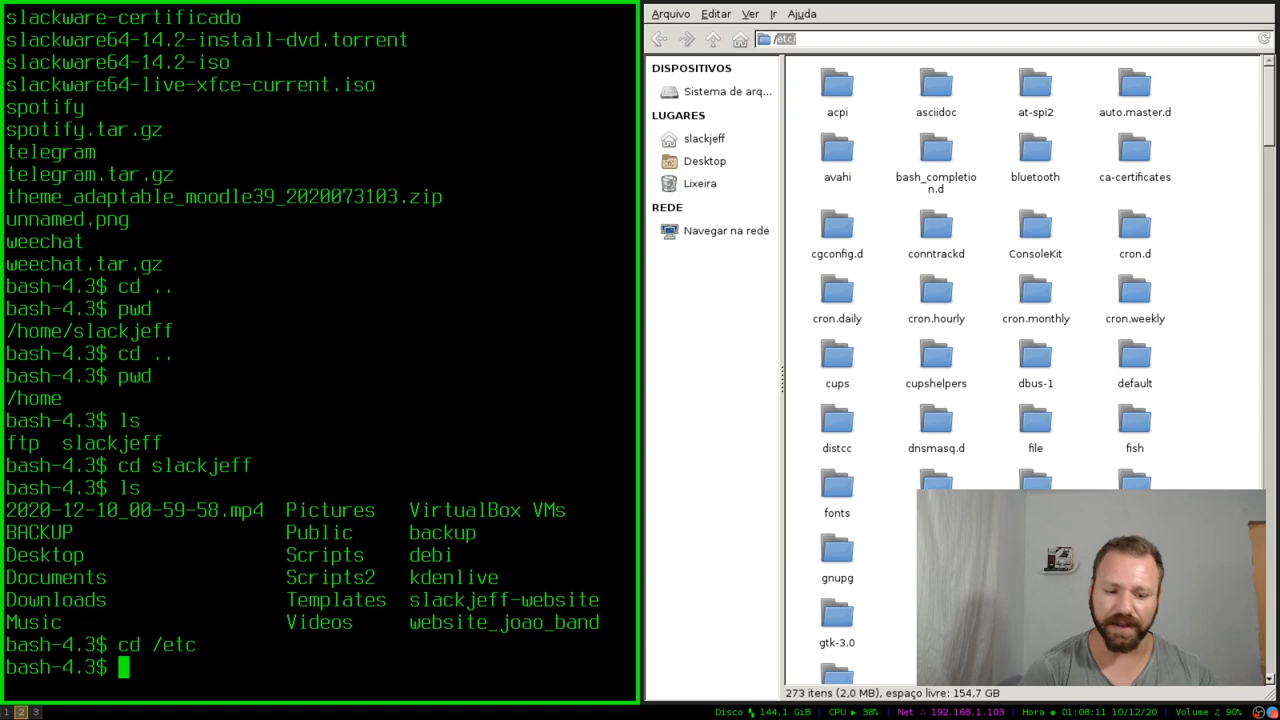 slackware-certificado
slackware64-14.2-install-dvd.torrent
slackware64-14.2-iso
slackware64-live-xfce-current.iso
spotify
spotify.tar.gz
telegram
telegram.tar.gz
theme_adaptable_moodle39_2020073103.zip
unnamed.png
weechat
weechat.tar.gz
bash-4.3$ cd ..
bash-4.3$ pwd
/home/slackjeff
bash-4.3$ cd ..
bash-4.3$ pwd
/home
bash-4.3$ ls
ftp slackjeff
bash-4.3$ cd slackjeff
bash-4.3$ ls
2020-12-10_00-59-58.mp4 Pictures VirtualBox VMs
BACKUP Public backup
Desktop Scripts debi
Documents Scripts2 kdenlive
Downloads Templates slackjeff-website
Music Videos website_joao_band
bash-4.3$ cd /etc
bash-4.3$
Arquivo Editar Ver Ir Ajuda
/etc/
DISPOSITIVOS
Sistema de arq...
LUGARES
slackjeff
Desktop
Lixeira
REDE
Navegar na rede
acpi asciidoc at-spi2 auto.master.d
avahi bash_completio bluetooth ca-certificates
n.d
cgconfig.d conntrackd ConsoleKit cron.d
cron.daily cron.hourly cron.monthly cron.weekly
cups cupshelpers dbus-1 default
distcc dnsmasq.d file fish
fonts
gnupg
gtk-3.0
273 itens (2,0 MB), espaço livre: 154,7 GB
1 2 3
Disco 144,1 GiB | CPU 38% | Net 192.168.1.103 | Hora 01:08:11 10/12/20 | Volume 90%